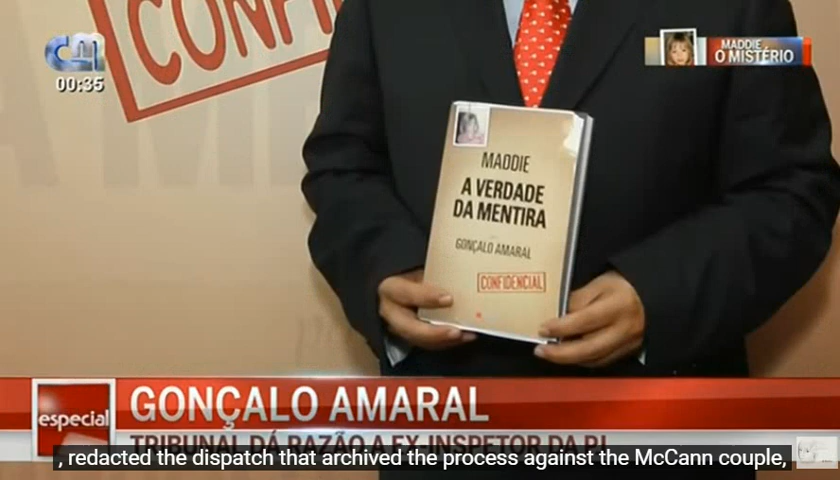 CONFI
CM
00:35
MADDIE
O MISTÉRIO
MADDIE
A VERDADE
DA MENTIRA
GONÇALO AMARAL
CONFIDENCIAL
especial
GONÇALO AMARAL
TRIBUNAL DÁ RAZÃO A EX-INSPETOR DA PJ
, redacted the dispatch that archived the process against the McCann couple,